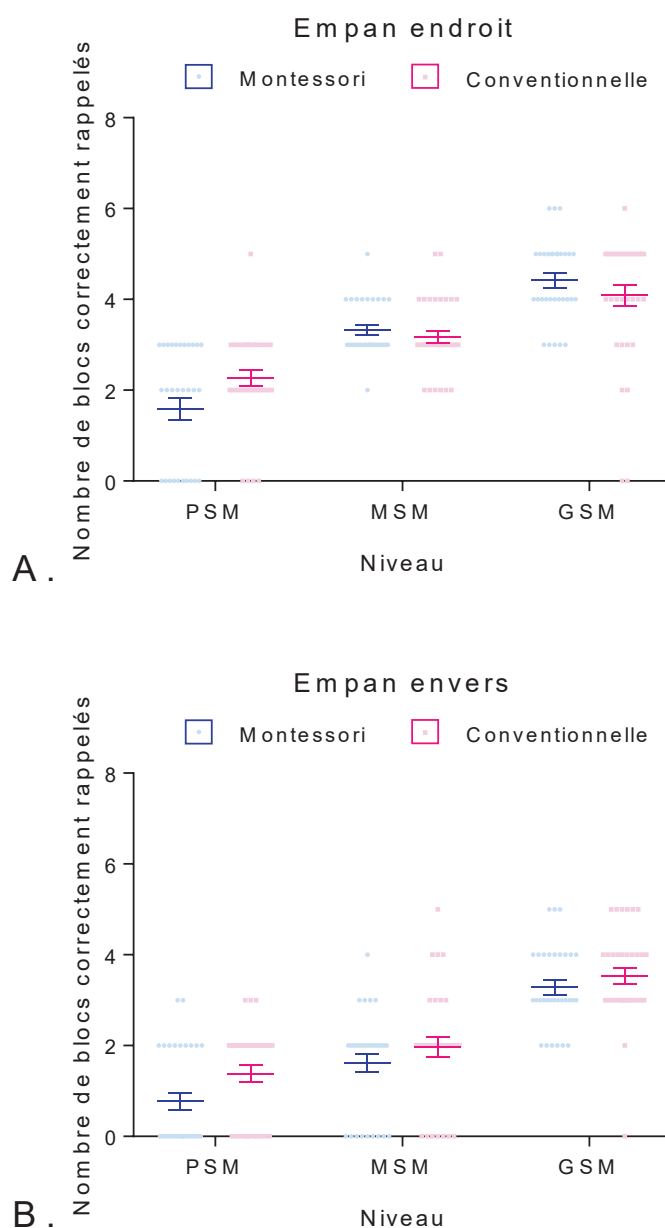 Empan endroit
Montessori Conventionnelle
Nombre de blocs correctement rappelés
8
6
4
2
0
PSM MSM GSM
Niveau
A.
Empan envers
Montessori Conventionnelle
Nombre de blocs correctement rappelés
8
6
4
2
0
PSM MSM GSM
Niveau
B.